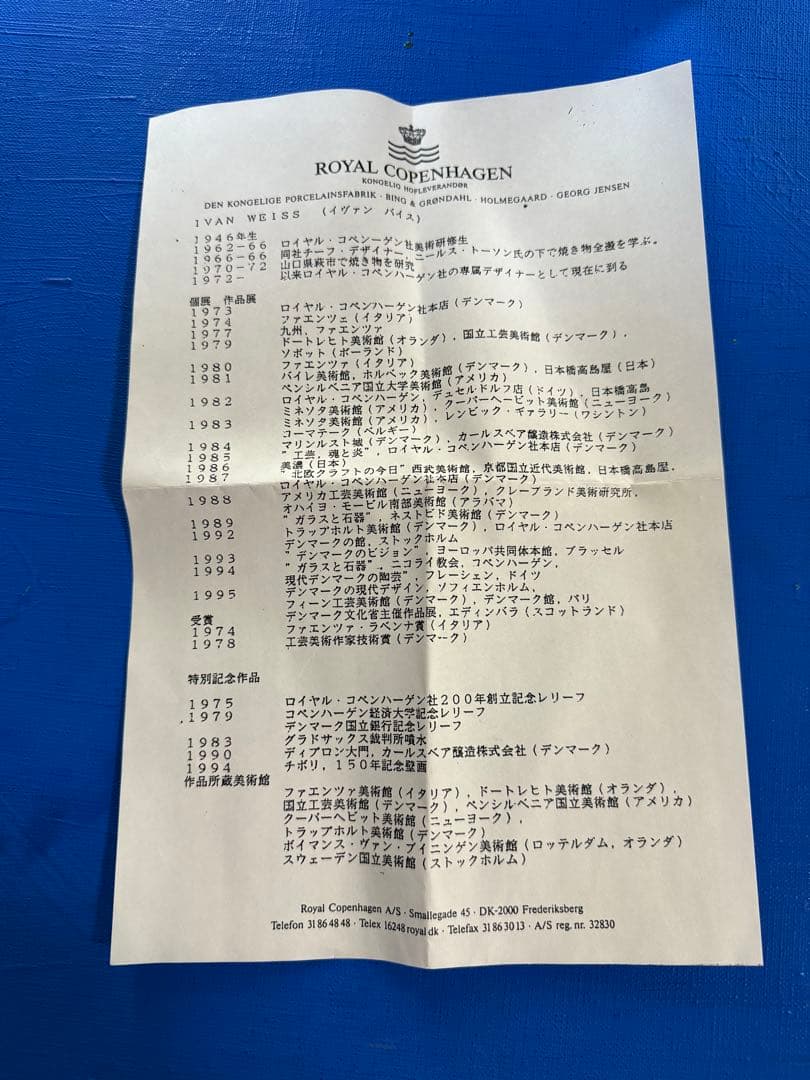 ROYAL COPENHAGEN
KONGELIG HOFLEVERANDØR
DEN KONGELIGE PORCELAINSFABRIK · BING & GRØNDAHL · HOLMEGAARD · GEORG JENSEN
IVAN WEISS (イヴァン バイス)
1946年生
1962-66 ロイヤル・コペンーゲン社美術研修生
1966-66 同社チーフ・デザイナー、ニールス・トーソン氏の下で焼き物全搬を学ぶ。
1970-72 山口県萩市で焼き物を研究
1972- 以来ロイヤル・コペンハーゲン社の専属デザイナーとして現在に到る
個展 作品展
1973 ロイヤル・コペンハーゲン社本店(デンマーク)
1974 ファエンツェ(イタリア)
1977 九州、ファエンツァ
1979 ドートレヒト美術館(オランダ),国立工芸美術館(デンマーク),
ソボット(ポーランド)
1980 ファエンツァ(イタリア)
1981 バイレ美術館,ホルベック美術館(デンマーク),日本橋高島屋(日本)
ペンシルベニア国立大学美術館(アメリカ)
1982 ロイヤル・コペンハーゲン,デュセルドルフ店(ドイツ),日本橋高島
ミネソタ美術館(アメリカ),クーパーヘービット美術館(ニューヨーク)
1983 ミネソタ美術館(アメリカ),レンビック・ギャラリー(ワシントン)
コーマテーク(ベルギー)
1984 マリンルスト城(デンマーク),カールスベア醸造株式会社(デンマーク)
1985 "工芸,魂と炎",ロイヤル・コペンハーゲン社本店(デンマーク)
1986 美濃(日本)
1987 "北欧クラフトの今日"西武美術館,京都国立近代美術館,日本橋高島屋,
ロイヤル・コペンハーゲン社本店(デンマーク)
1988 アメリカ工芸美術館(ニューヨーク),クレーブランド美術研究所,
オハイヨ・モービル南部美術館(アラバマ)
1989 "ガラスと石器",ネストビド美術館(デンマーク)
1992 トラップホルト美術館(デンマーク),ロイヤル・コペンハーゲン社本店
デンマークの館,ストックホルム
1993 "デンマークのビジョン",ヨーロッパ共同体本館,ブラッセル
1994 "ガラスと石器",ニコライ教会,コペンハーゲン,
現代デンマークの陶芸",フレーシェン,ドイツ
1995 デンマークの現代デザイン,ソフィエンホルム,
フィーン工芸美術館(デンマーク),デンマーク館,パリ
デンマーク文化省主催作品展,エディンバラ(スコットランド)
受賞
1974 ファエンツァ・ラベンナ賞(イタリア)
1978 工芸美術作家技術賞(デンマーク)
特別記念作品
1975 ロイヤル・コペンハーゲン社200年創立記念レリーフ
1979 コペンハーゲン経済大学記念レリーフ
デンマーク国立銀行記念レリーフ
1983 グラドサックス裁判所噴水
1990 ディプロン大門,カールスベア醸造株式会社(デンマーク)
1994 チボリ,150年記念壁画
作品所蔵美術館
ファエンツァ美術館(イタリア),ドートレヒト美術館(オランダ),
国立工芸美術館(デンマーク),ペンシルベニア国立美術館(アメリカ)
クーパーヘビット美術館(ニューヨーク),
トラップホルト美術館(デンマーク)
ボイマンス・ヴァン・ブイニンゲン美術館(ロッテルダム,オランダ)
スウェーデン国立美術館(ストックホルム)
Royal Copenhagen A/S · Smallegade 45 · DK-2000 Frederiksberg
Telefon 31 86 48 48 · Telex 16248 royal dk · Telefax 31 86 30 13 · A/S reg. nr. 32830